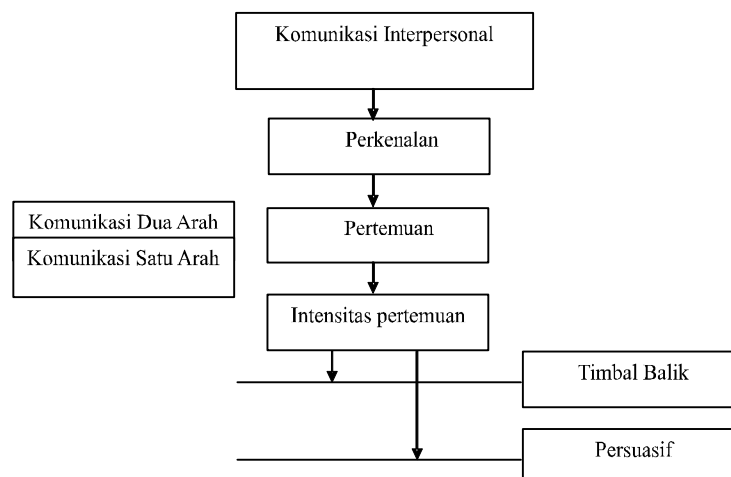 Komunikasi Interpersonal
Perkenalan
Komunikasi Dua Arah
Pertemuan
Komunikasi Satu Arah
Intensitas pertemuan
Timbal Balik
Persuasif